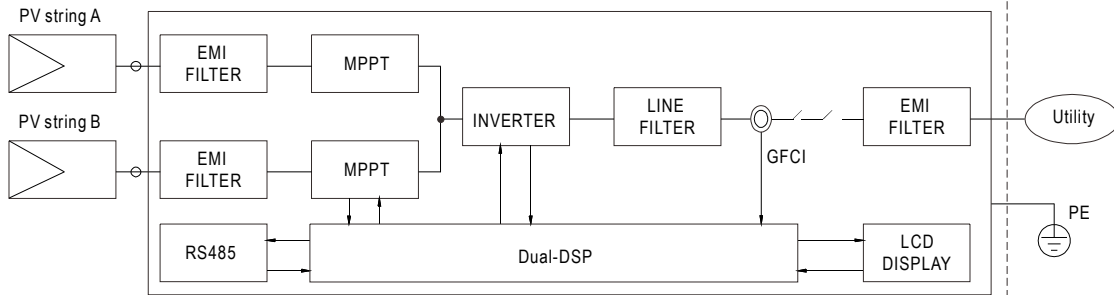 PV string A
EMI
FILTER
MPPT
PV string B
EMI
FILTER
MPPT
INVERTER
LINE
FILTER
GFCI
EMI
FILTER
Utility
PE
RS485
Dual-DSP
LCD
DISPLAY